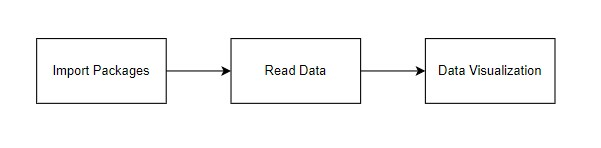 Import Packages
Read Data
Data Visualization